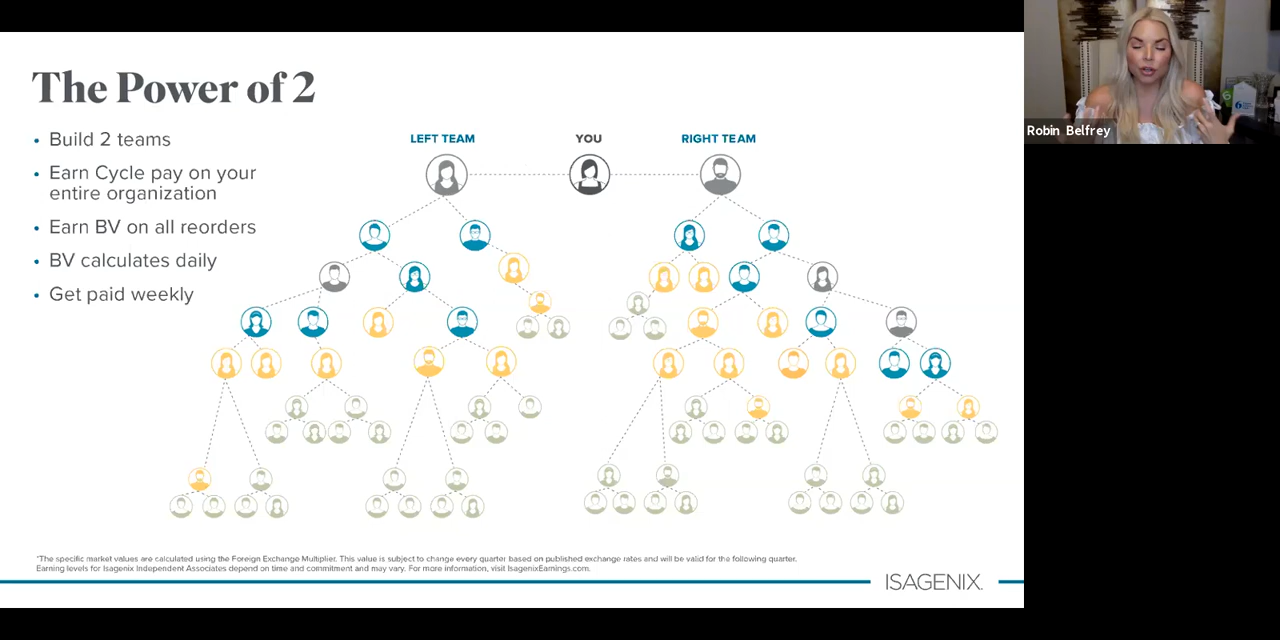 The Power of 2
• Build 2 teams
• Earn Cycle pay on your
entire organization
• Earn BV on all reorders
• BV calculates daily
• Get paid weekly
LEFT TEAM
YOU
RIGHT TEAM
Robin Belfrey
*The specific market values are calculated using the Foreign Exchange Multiplier. This value is subject to change every quarter based on published exchange rates and will be valid for the following quarter.
Earning levels for Isagenix Independent Associates depend on time and commitment and may vary. For more information, visit IsagenixEarnings.com.
ISAGENIX.